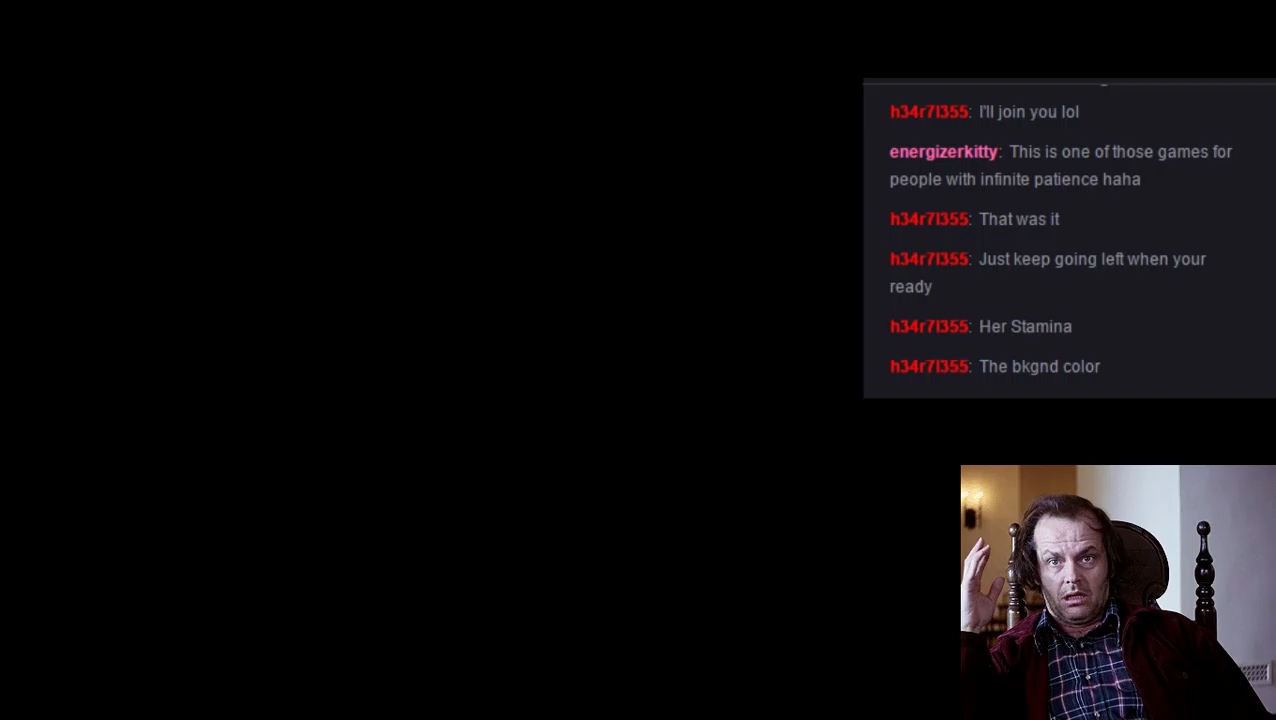 h34r7l355: I'll join you lol
energizerkitty: This is one of those games for
people with infinite patience haha
h34r7l355: That was it
h34r7l355: Just keep going left when your
ready
h34r7l355: Her Stamina
h34r7l355: The bkgnd color